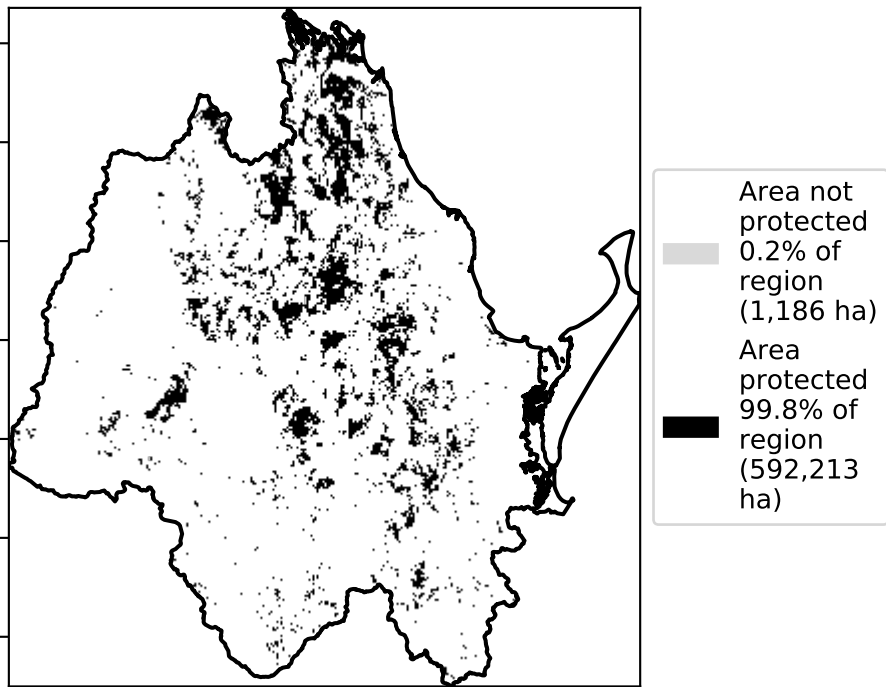 Area not
protected
0.2% of
region
(1,186 ha)
Area
protected
99.8% of
region
(592,213
ha)